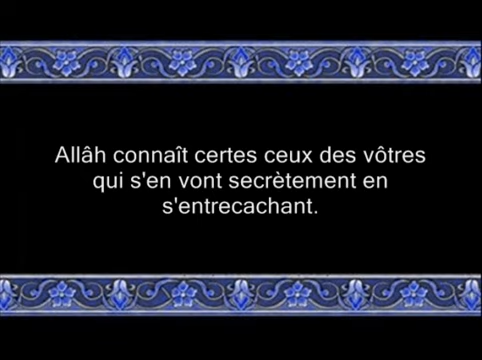 Allâh connaît certes ceux des vôtres
qui s'en vont secrètement en
s'entrecachant.